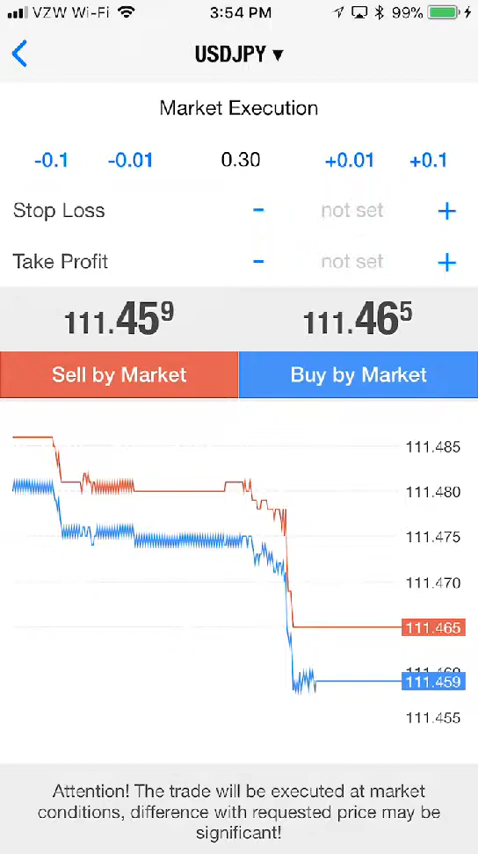 VZW Wi-Fi 3:54 PM 99%
USDJPY ▾
Market Execution
-0.1 -0.01 0.30 +0.01 +0.1
Stop Loss - not set +
Take Profit - not set +
111.459 111.465
Sell by Market Buy by Market
111.485
111.480
111.475
111.470
111.465
111.460
111.459
111.455
Attention! The trade will be executed at market
conditions, difference with requested price may be
significant!